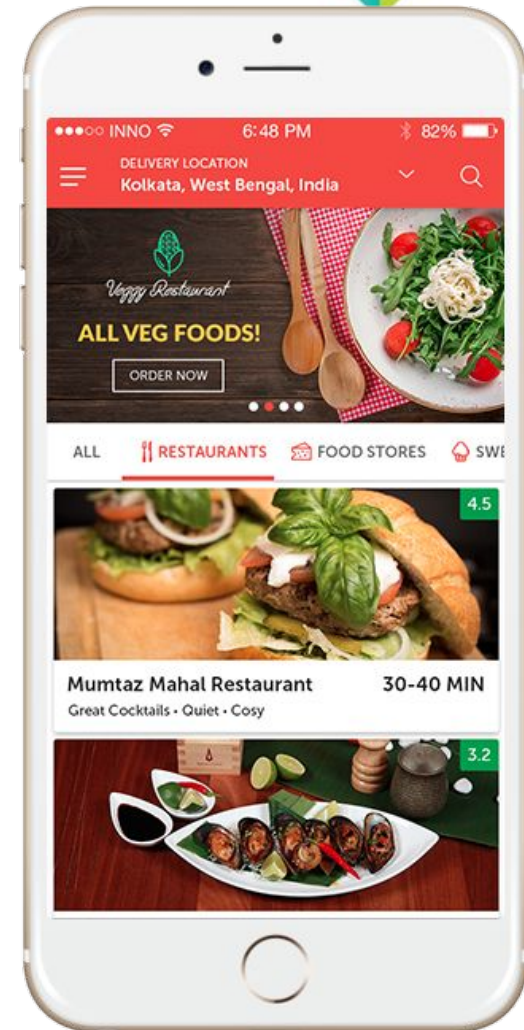 INNO 6:48 PM 82%
DELIVERY LOCATION
Kolkata, West Bengal, India
Veggy Restaurant
ALL VEG FOODS!
ORDER NOW
ALL RESTAURANTS FOOD STORES SWE
4.5
Mumtaz Mahal Restaurant 30-40 MIN
Great Cocktails • Quiet • Cosy
3.2